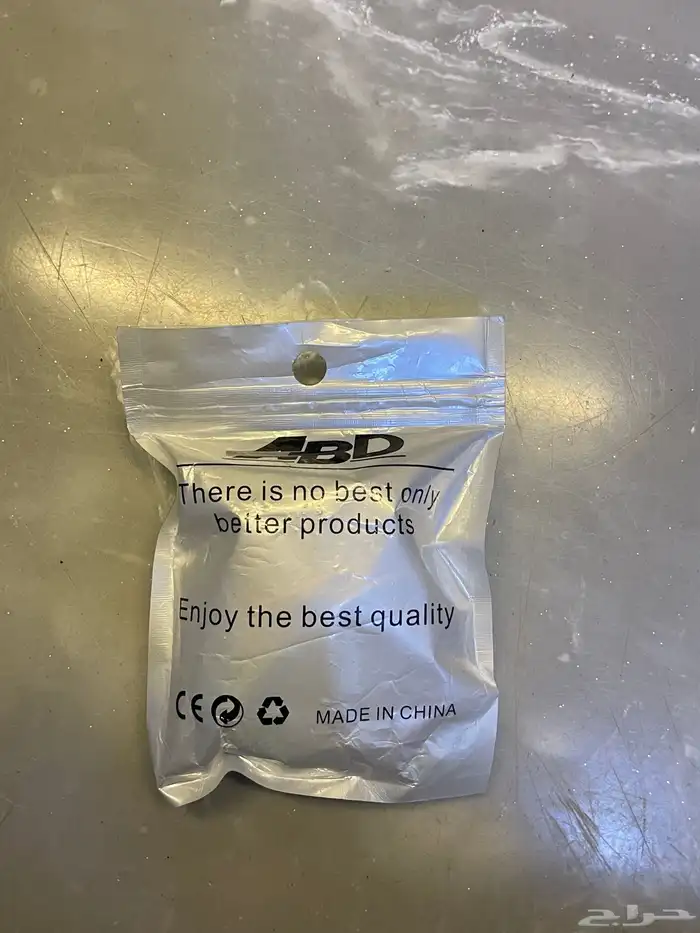 ABD
There is no best only
better products
Enjoy the best quality
CE
MADE IN CHINA
حراج